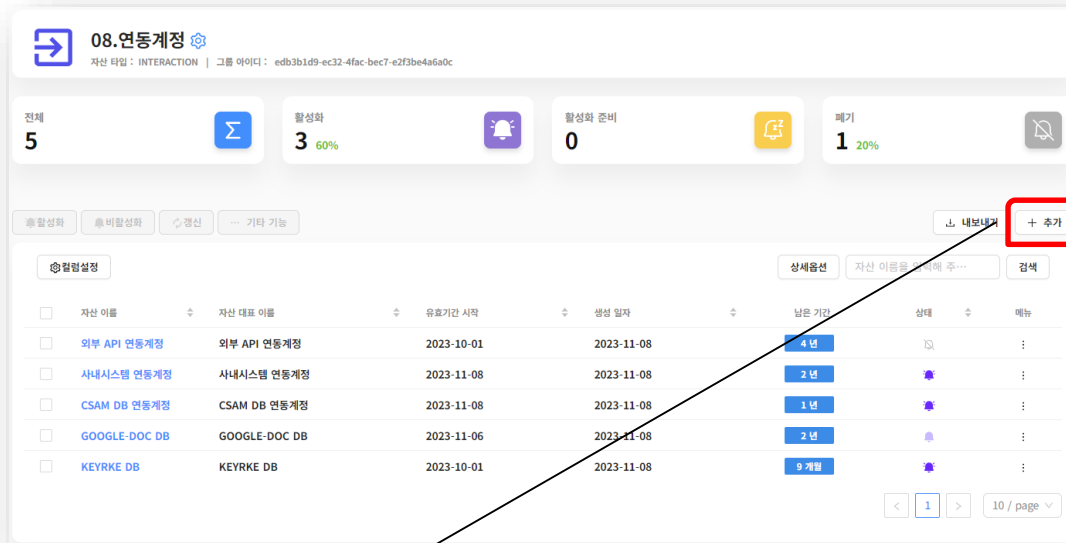 08.연동계정
자산 타입 : INTERACTION | 그룹 아이디 : edb3b1d9-ec32-4fac-bec7-e2f3be4a6a0c
전체 활성화 활성화 준비 폐기
5 3 60% 0 1 20%
활성화 비활성화 갱신 ··· 기타 기능 내보내기 + 추가
컬럼설정 상세옵션 자산 이름을 입력해 주··· 검색
자산 이름 자산 대표 이름 유효기간 시작 생성 일자 남은 기간 상태 메뉴
외부 API 연동계정 외부 API 연동계정 2023-10-01 2023-11-08 4 년
사내시스템 연동계정 사내시스템 연동계정 2023-11-08 2023-11-08 2 년
CSAM DB 연동계정 CSAM DB 연동계정 2023-11-08 2023-11-08 1 년
GOOGLE-DOC DB GOOGLE-DOC DB 2023-11-06 2023-11-08 2 년
KEYRKE DB KEYRKE DB 2023-10-01 2023-11-08 9 개월
< 1 > 10 / page